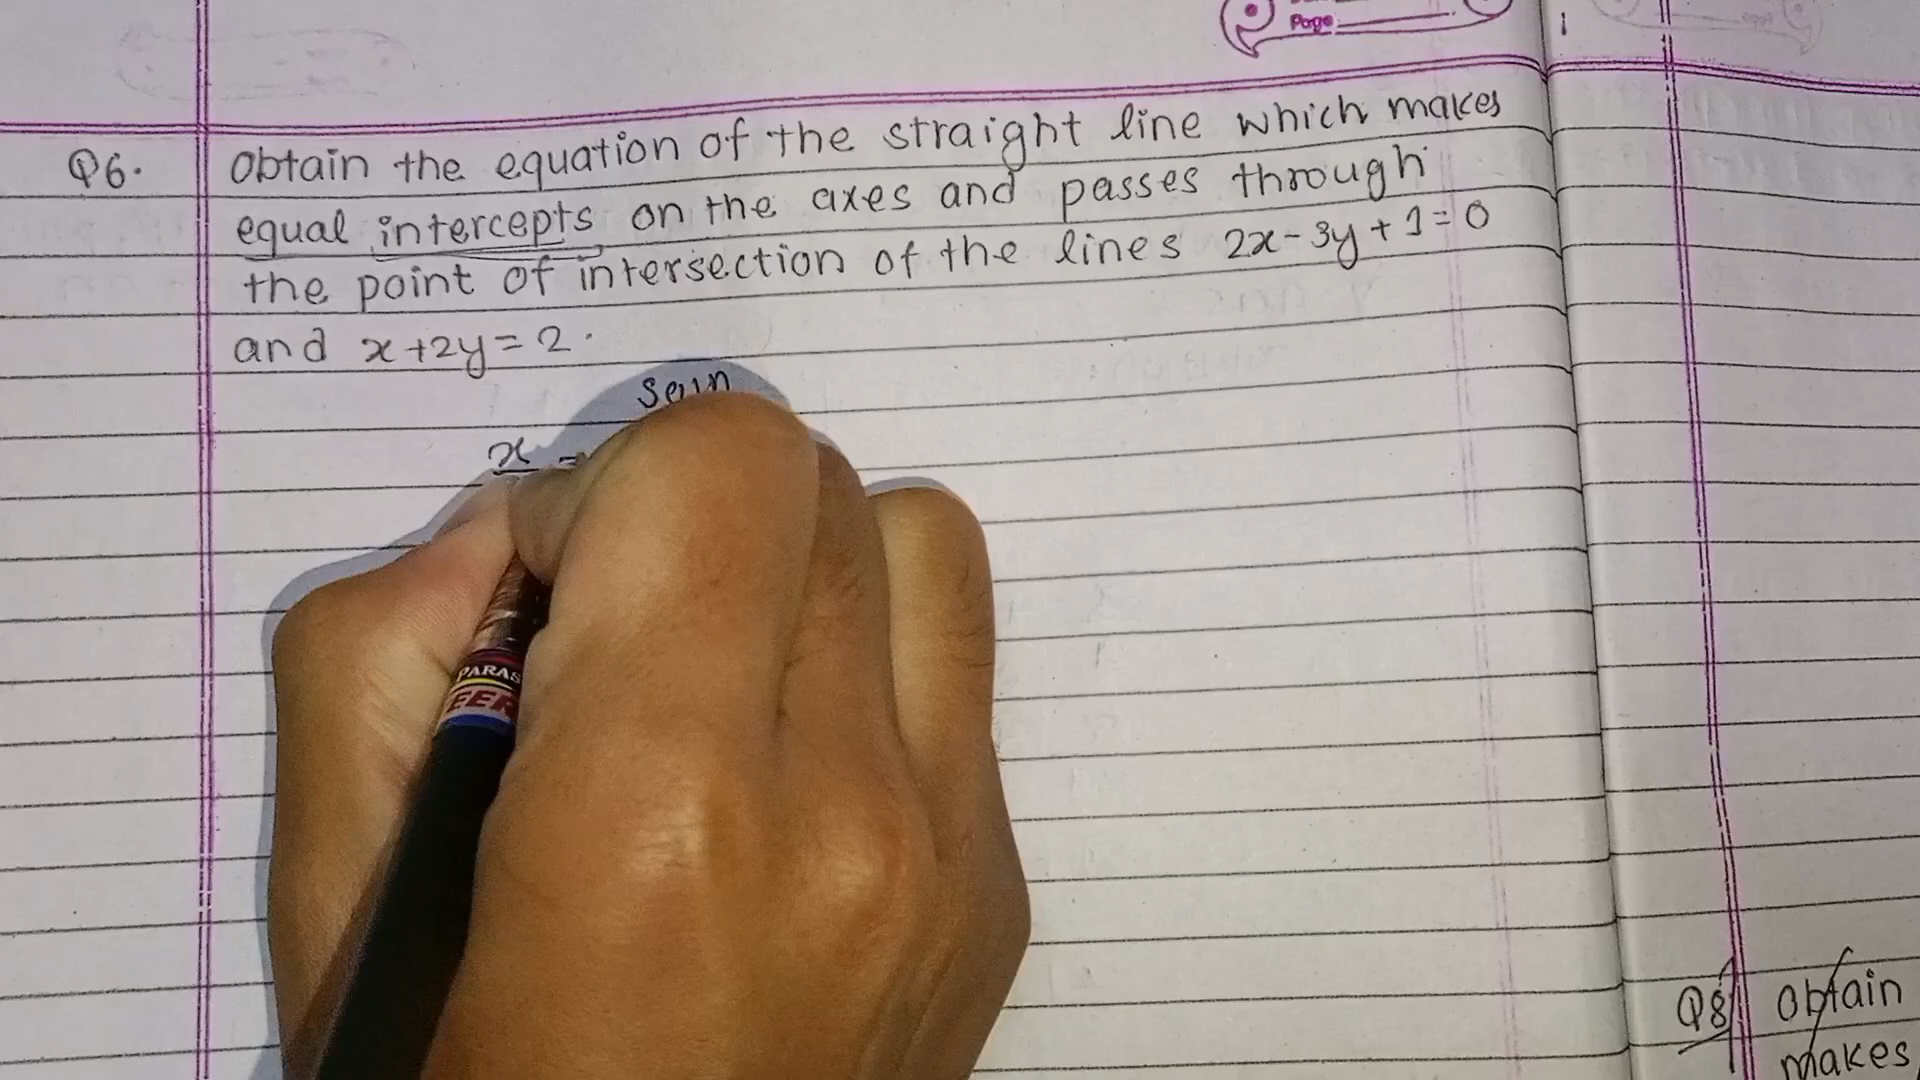 Page
Q6. Obtain the equation of the straight line which makes
equal intercepts on the axes and passes through
the point of intersection of the lines 2x-3y+1=0
and x+2y=2.
x
PARAS
Q8 Obtain
makes